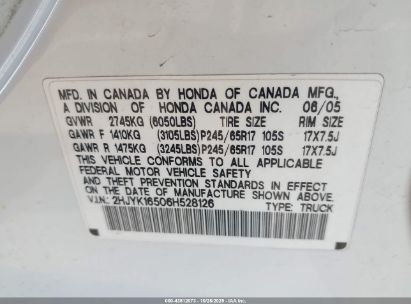 MFD. IN CANADA BY HONDA OF CANADA MFG.,
A DIVISION OF HONDA CANADA INC. 06/05
GVWR 2745KG (6050LBS) TIRE SIZE RIM SIZE
GAWR F 1410KG (3105LBS)P245/65R17 105S 17X7.5J
GAWR R 1475KG (3245LBS)P245/65R17 105S 17X7.5J
THIS VEHICLE CONFORMS TO ALL APPLICABLE
FEDERAL MOTOR VEHICLE SAFETY
AND THEFT PREVENTION STANDARDS IN EFFECT
ON THE DATE OF MANUFACTURE SHOWN ABOVE.
V.I.N.: 2HJYK16506H528126 TYPE: TRUCK